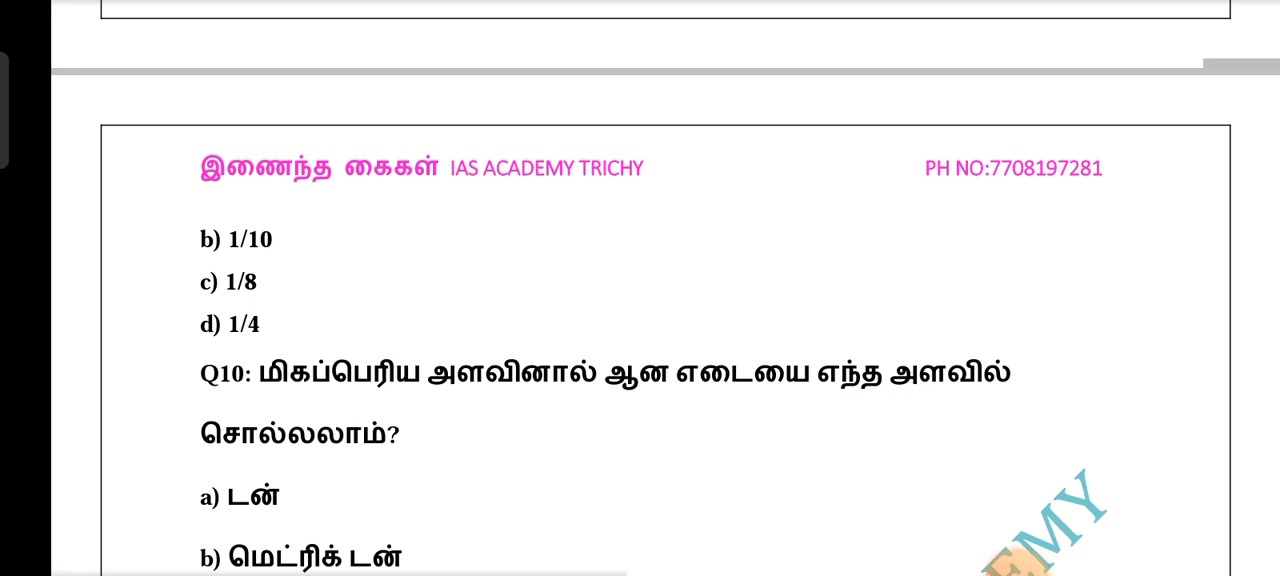 இணைந்த கைகள் IAS ACADEMY TRICHY PH NO:7708197281
b) 1/10
c) 1/8
d) 1/4
Q10: மிகப்பெரிய அளவினால் ஆன எடையை எந்த அளவில்
சொல்லலாம்?
a) டன்
b) மெட்ரிக் டன்
EMY